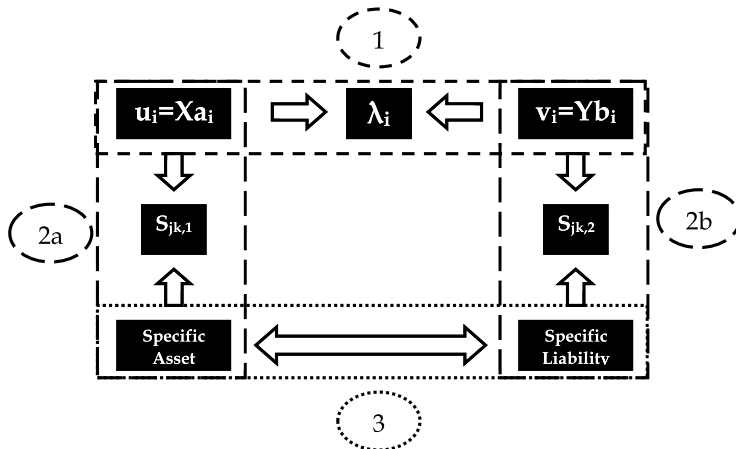 1
uᵢ=Xaᵢ
λᵢ
vᵢ=Ybᵢ
2a
Sjk,1
Sjk,2
2b
Specific
Asset
Specific
Liability
3